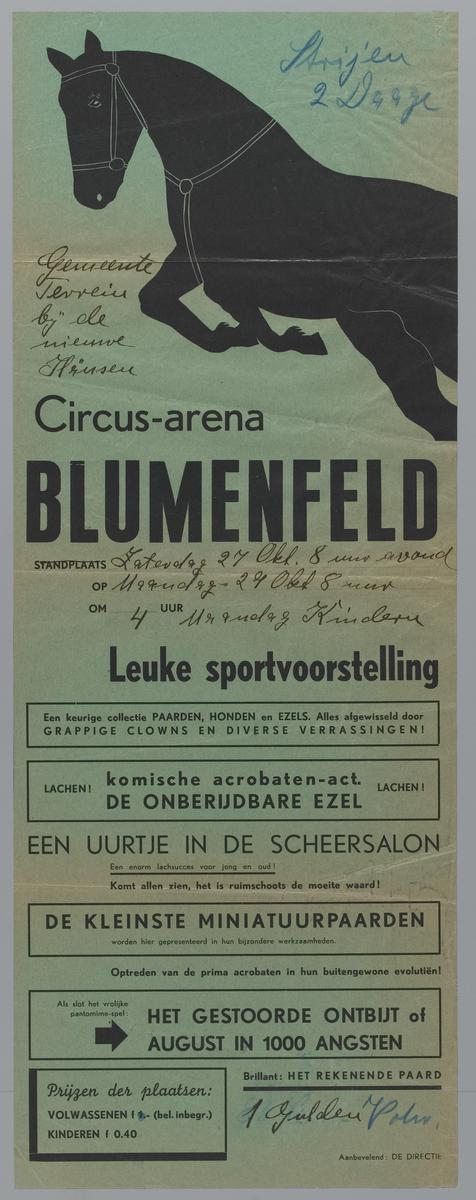 Strijen
2 Daage
Gemeente
Terrein
bij de
nieuwe
Huisen
Circus-arena
BLUMENFELD
STANDPLAATS Zaterdag 27 Okt. 8 uur avond
OP Maandag - 29 Okt 8 uur
OM 4 UUR Maandag Kindern
Leuke sportvoorstelling
Een keurige collectie PAARDEN, HONDEN en EZELS. Alles afgewisseld door
GRAPPIGE CLOWNS EN DIVERSE VERRASSINGEN!
LACHEN! komische acrobaten-act. LACHEN!
DE ONBERIJDBARE EZEL
EEN UURTJE IN DE SCHEERSALON
Een enorm lachsucces voor jong en oud!
Komt allen zien, het is ruimschoots de moeite waard!
DE KLEINSTE MINIATUURPAARDEN
worden hier gepresenteerd in hun bijzondere werkzaamheden.
Optreden van de prima acrobaten in hun buitengewone evolutiën!
Als slot het vrolijke
pantomime-spel:
HET GESTOORDE ONTBIJT of
AUGUST IN 1000 ANGSTEN
Prijzen der plaatsen:
VOLWASSENEN f 1.- (bel. inbegr.)
KINDEREN f 0.40
Brillant: HET REKENENDE PAARD
1 Gulden Volw.
Aanbevelend: DE DIRECTIE